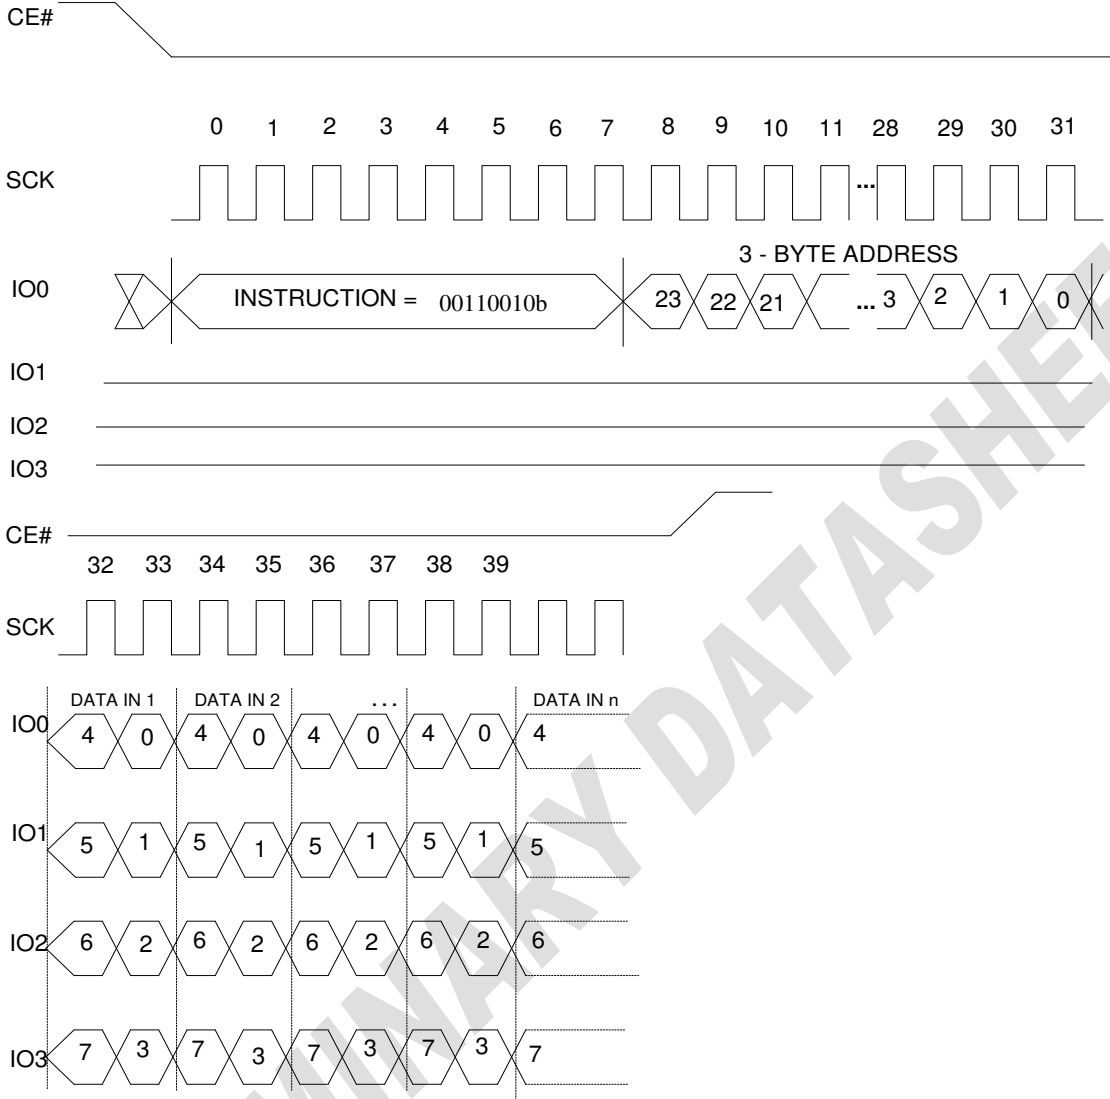 CE#
0 1 2 3 4 5 6 7 8 9 10 11 28 29 30 31
SCK ...
3 - BYTE ADDRESS
IO0 INSTRUCTION = 00110010b 23 22 21 ... 3 2 1 0
IO1
IO2
IO3
CE#
32 33 34 35 36 37 38 39
SCK
DATA IN 1 DATA IN 2 ... DATA IN n
IO0 4 0 4 0 4 0 4 0 4
IO1 5 1 5 1 5 1 5 1 5
IO2 6 2 6 2 6 2 6 2 6
IO3 7 3 7 3 7 3 7 3 7
MINARY DATASHEE